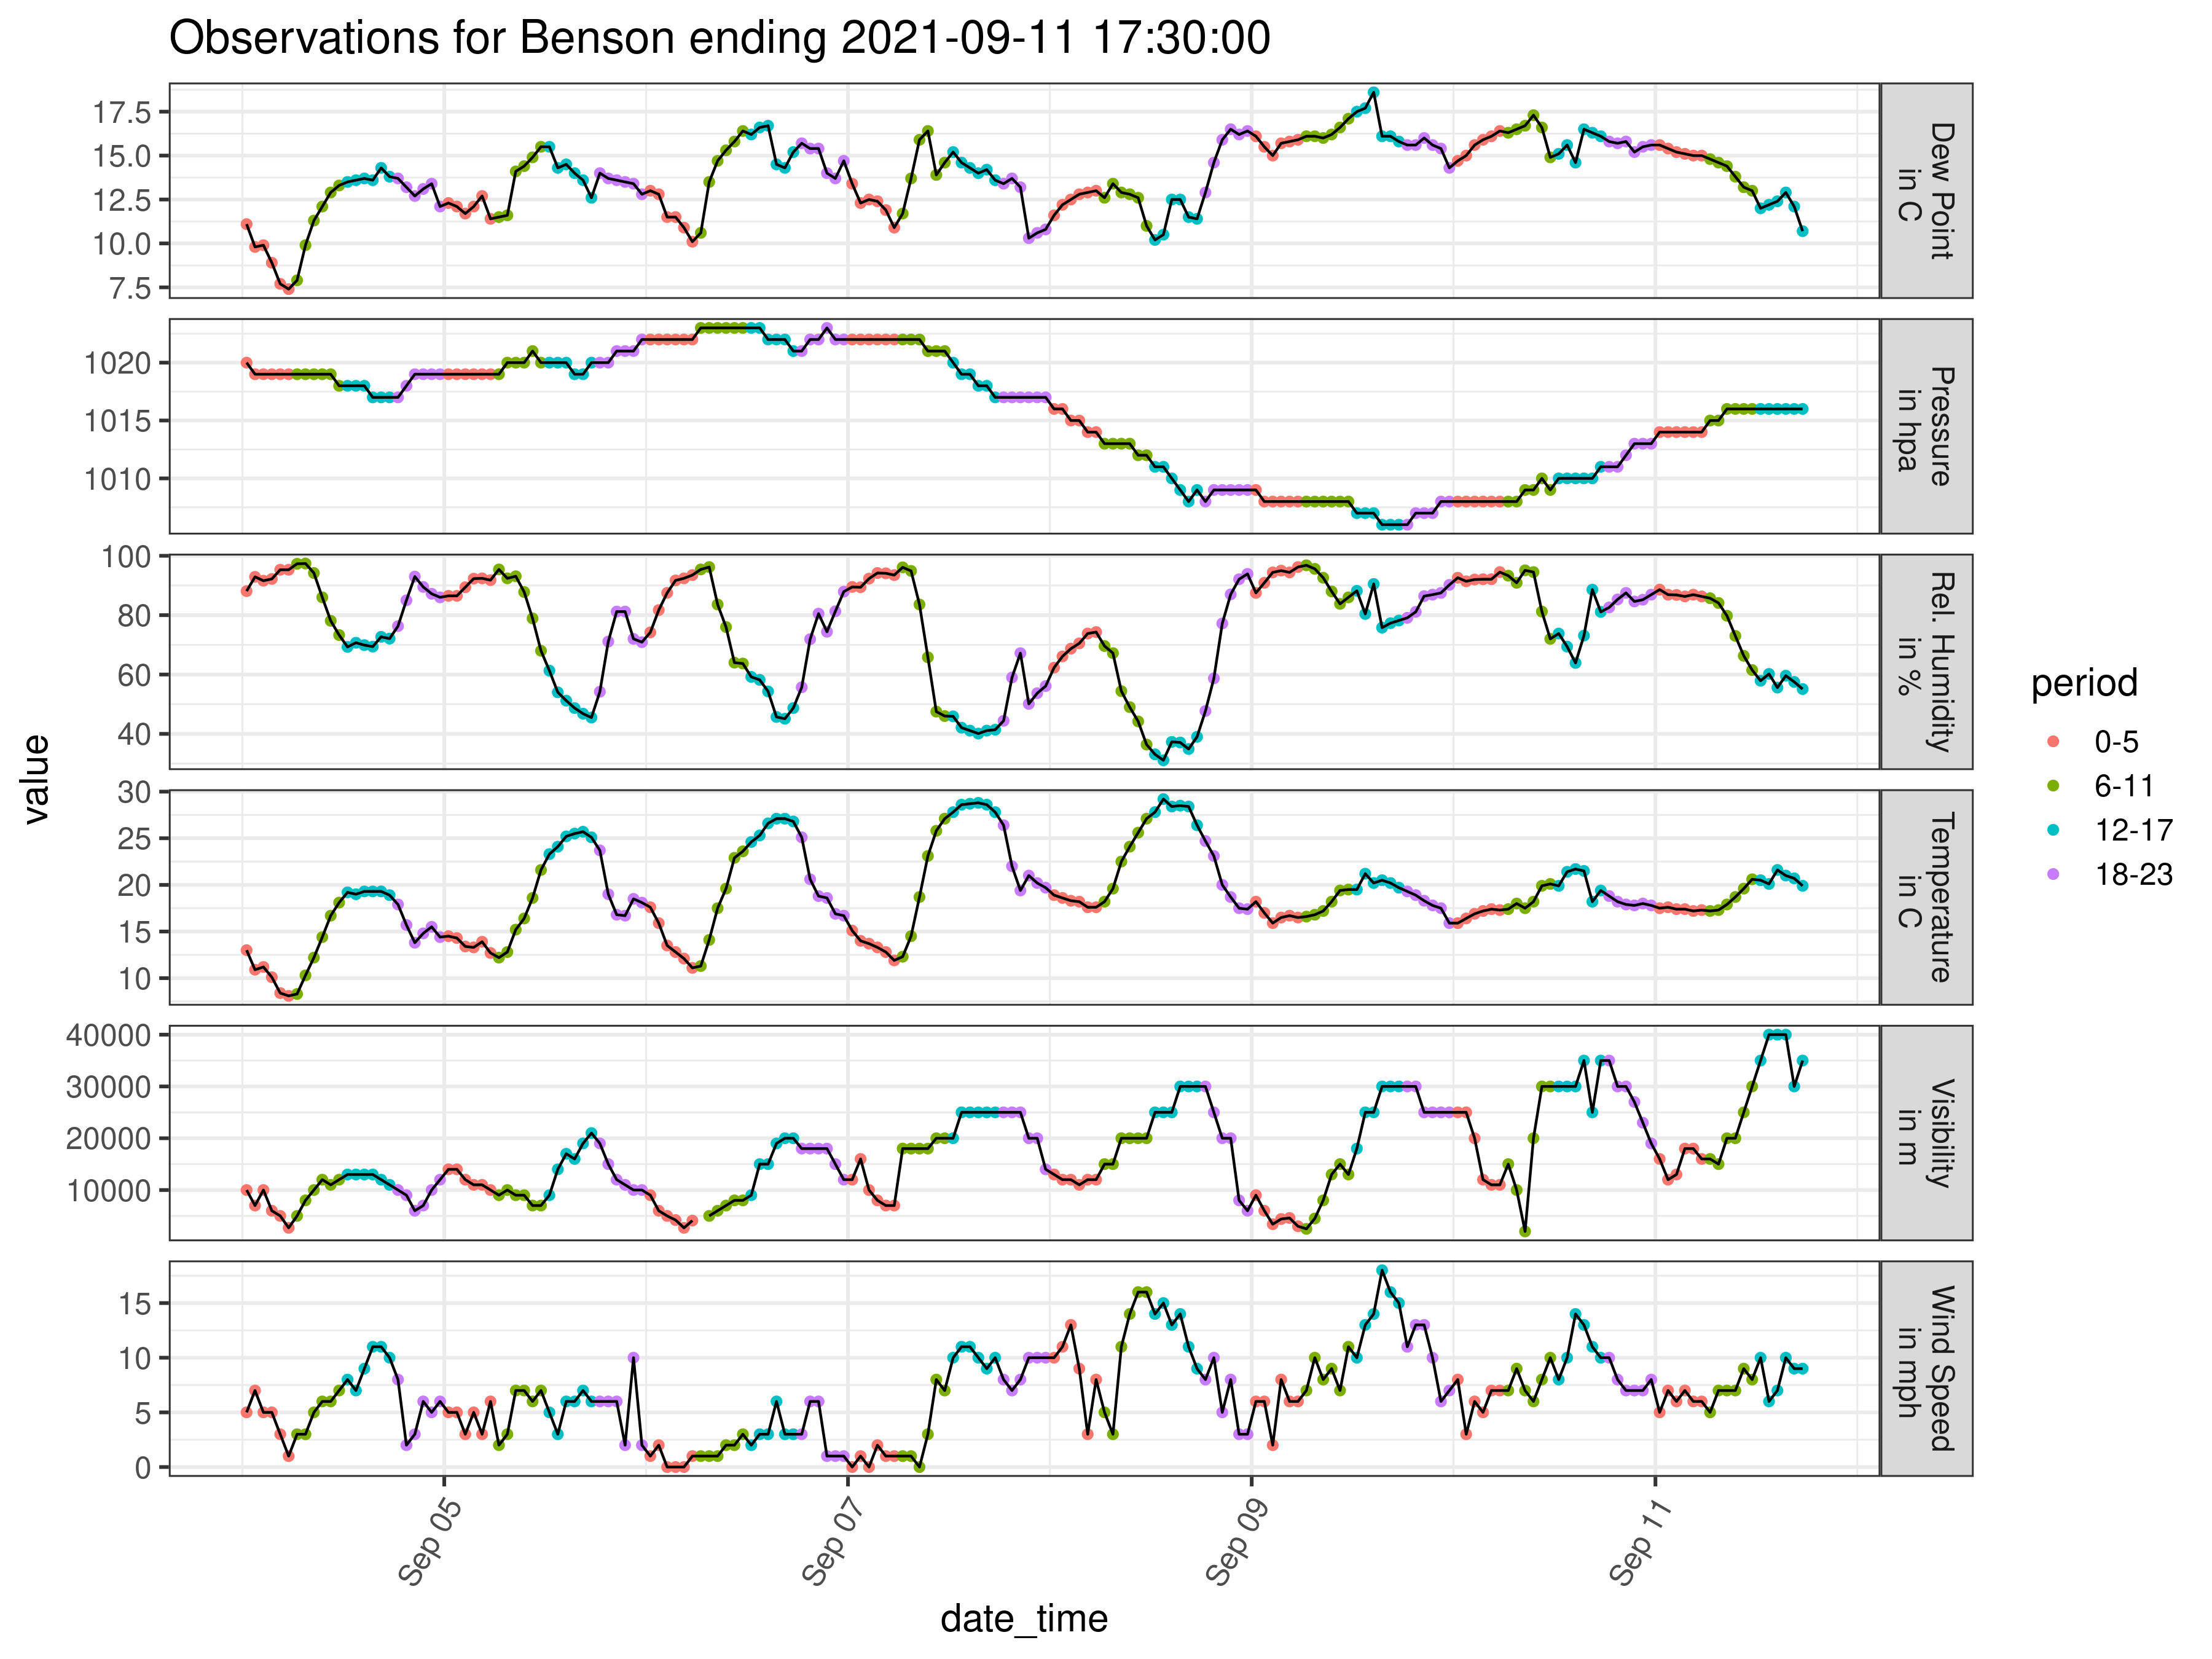 Observations for Benson ending 2021-09-11 17:30:00
value
17.5
15.0
12.5
10.0
7.5
Dew Point
in C
1020
1015
1010
Pressure
in hpa
100
80
60
40
Rel. Humidity
in %
30
25
20
15
10
Temperature
in C
40000
30000
20000
10000
Visibility
in m
15
10
5
0
Wind Speed
in mph
Sep 05
Sep 07
Sep 09
Sep 11
date_time
period
0-5
6-11
12-17
18-23